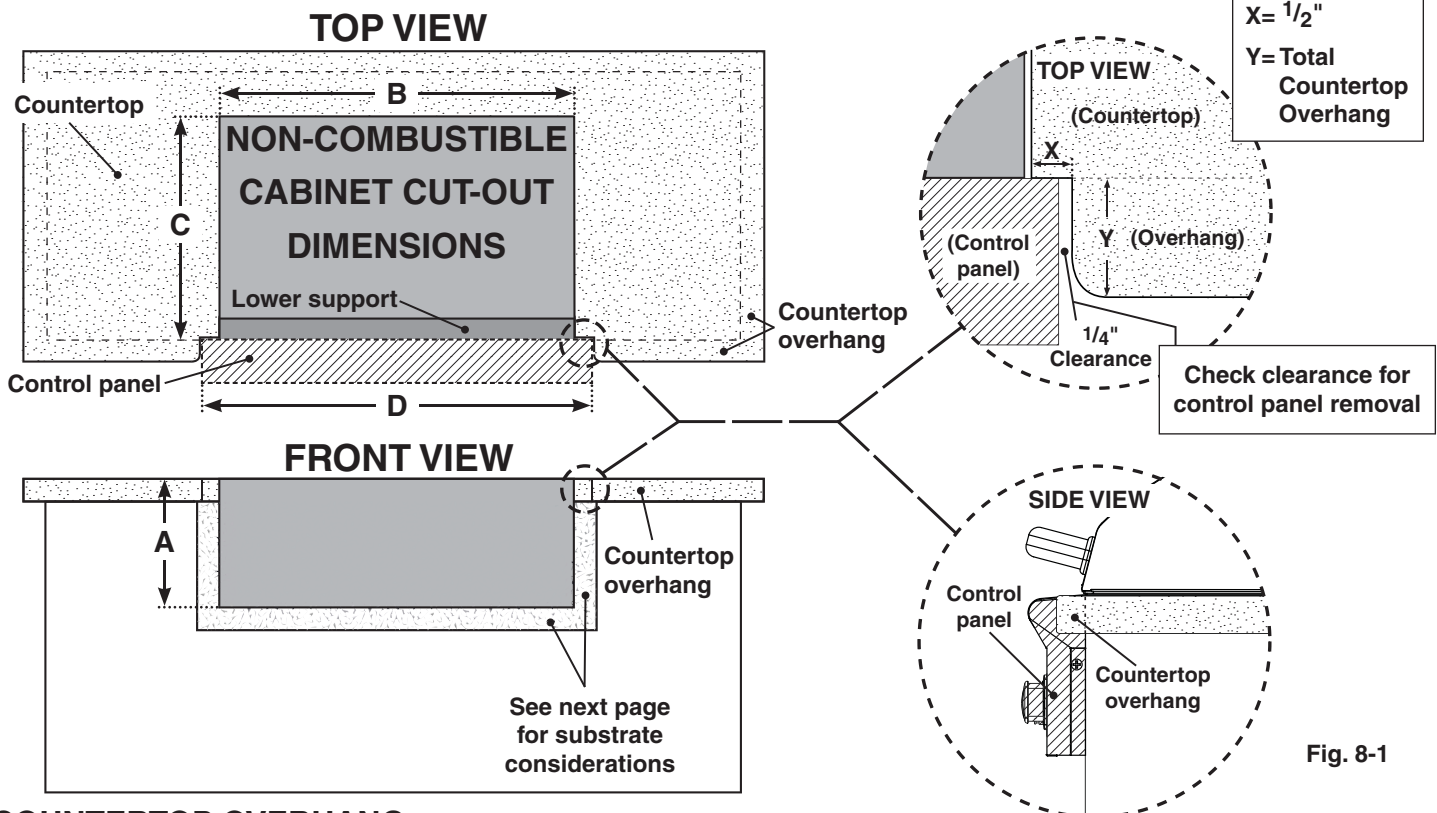 TOP VIEW
Countertop
B
NON-COMBUSTIBLE
CABINET CUT-OUT
DIMENSIONS
C
Lower support
Countertop
overhang
Control panel
D
X= 1/2"
Y= Total
Countertop
Overhang
TOP VIEW
(Countertop)
X
(Control
panel)
Y (Overhang)
1/4"
Clearance
Check clearance for
control panel removal
FRONT VIEW
A
Countertop
overhang
See next page
for substrate
considerations
SIDE VIEW
Control
panel
Countertop
overhang
Fig. 8-1
COUNTERTOP OVERHANG